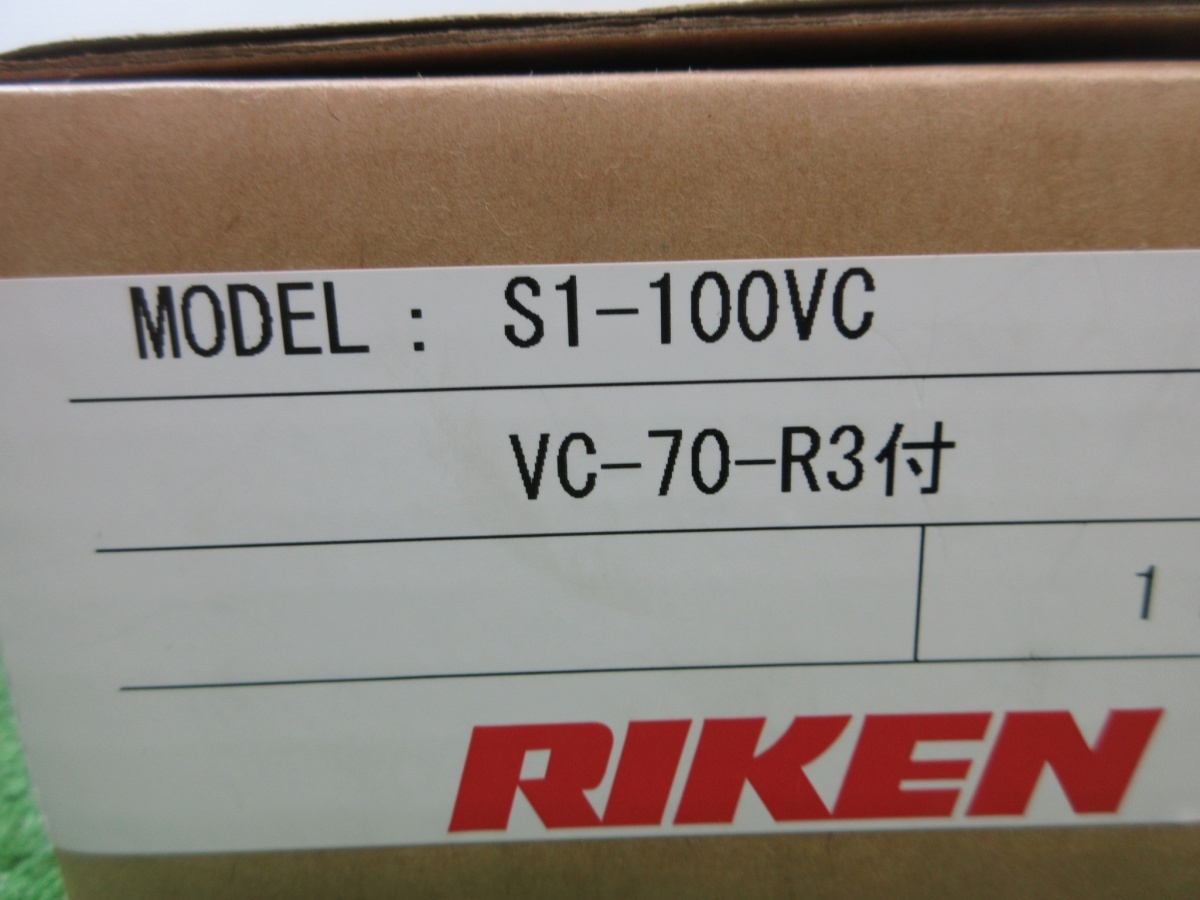 MODEL : S1-100VC
VC-70-R3付
1
RIKEN